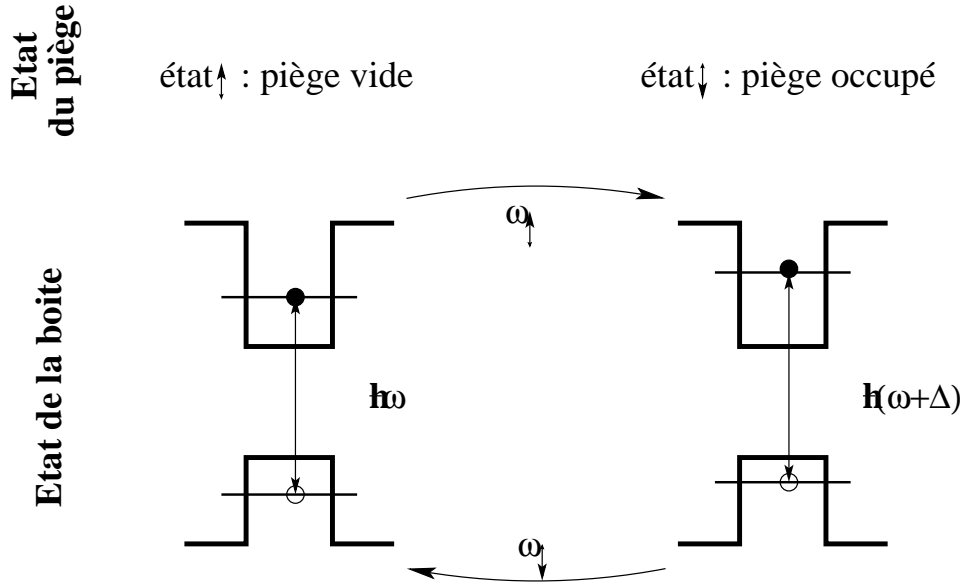 Etat
du piège
état↑ : piège vide
état↓ : piège occupé
ω↑
Etat de la boite
ħω
ħ(ω+Δ)
ω↓